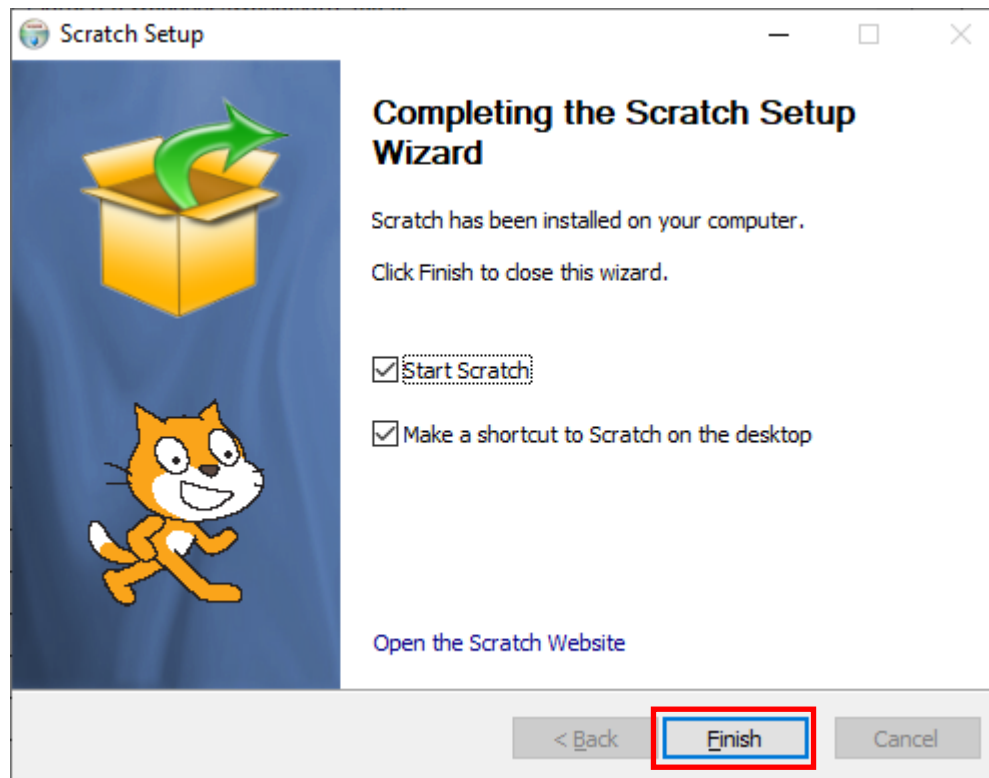 Scratch Setup
Completing the Scratch Setup
Wizard
Scratch has been installed on your computer.
Click Finish to close this wizard.
Start Scratch
Make a shortcut to Scratch on the desktop
Open the Scratch Website
< Back
Finish
Cancel